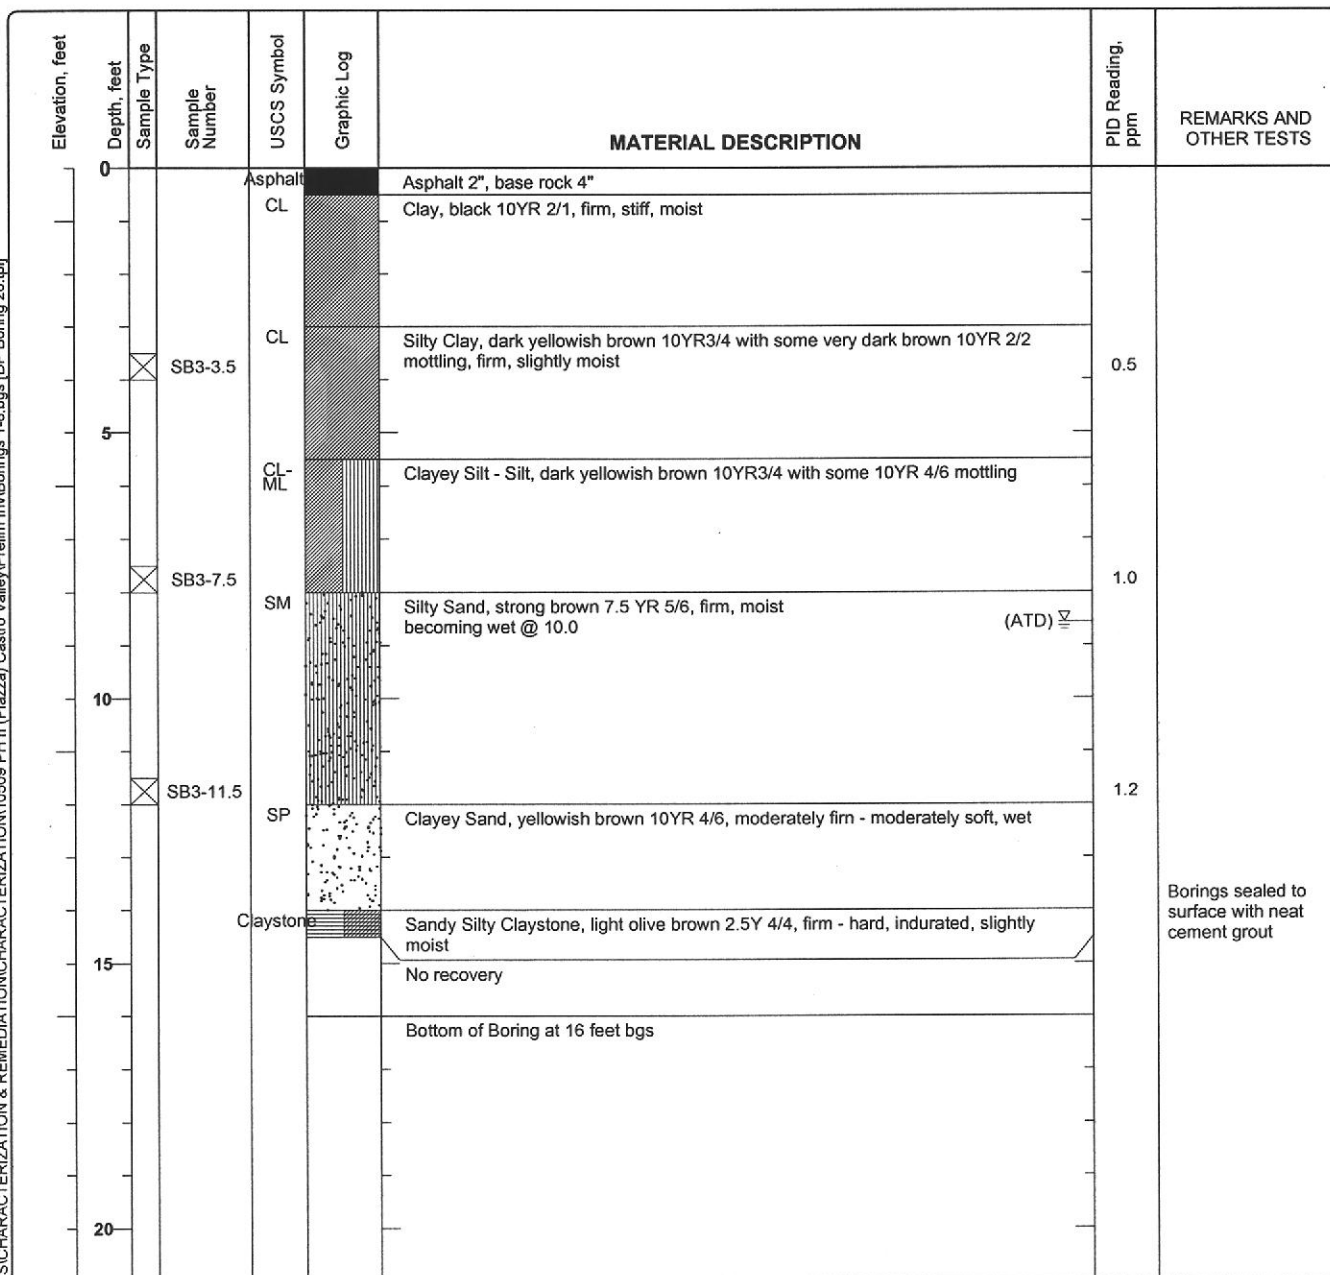 Elevation, feet
Depth, feet
Sample Type
Sample
Number
USCS Symbol
Graphic Log
MATERIAL DESCRIPTION
PID Reading,
ppm
REMARKS AND
OTHER TESTS
0
Asphalt
Asphalt 2", base rock 4"
CL
Clay, black 10YR 2/1, firm, stiff, moist
CL
Silty Clay, dark yellowish brown 10YR3/4 with some very dark brown 10YR 2/2
mottling, firm, slightly moist
SB3-3.5
0.5
5
CL-
ML
Clayey Silt - Silt, dark yellowish brown 10YR3/4 with some 10YR 4/6 mottling
SB3-7.5
1.0
SM
Silty Sand, strong brown 7.5 YR 5/6, firm, moist
becoming wet @ 10.0
(ATD)
10
SB3-11.5
1.2
SP
Clayey Sand, yellowish brown 10YR 4/6, moderately firn - moderately soft, wet
Claystone
Sandy Silty Claystone, light olive brown 2.5Y 4/4, firm - hard, indurated, slightly
moist
Borings sealed to
surface with neat
cement grout
15
No recovery
Bottom of Boring at 16 feet bgs
20